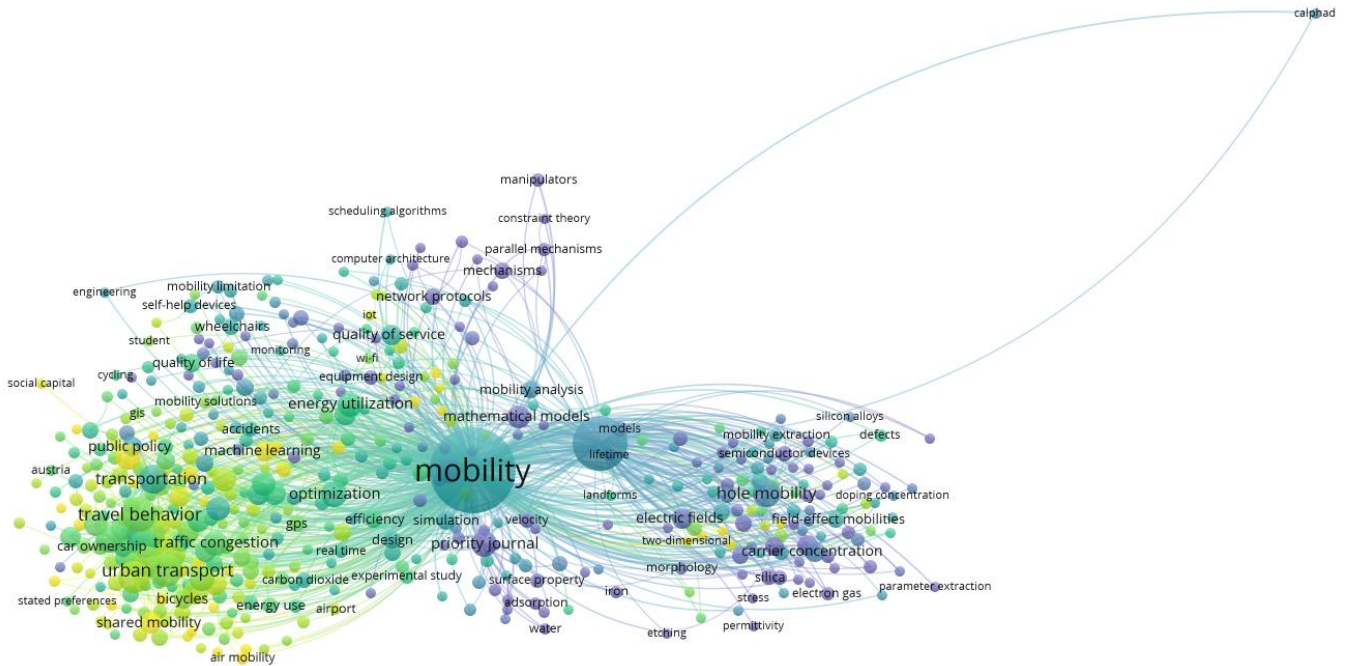 calphad
manipulators
scheduling algorithms
constraint theory
computer architecture
parallel mechanisms
mechanisms
engineering
mobility limitation
network protocols
self-help devices
iot
wheelchairs
quality of service
student
monitoring
wi-fi
quality of life
cycling
equipment design
social capital
mobility analysis
mobility solutions
energy utilization
gis
mathematical models
silicon alloys
accidents
models
mobility extraction
defects
public policy
machine learning
lifetime
semiconductor devices
austria
mobility
transportation
optimization
landforms
hole mobility
doping concentration
travel behavior
gps
efficiency
simulation
velocity
electric fields
field-effect mobilities
car ownership
traffic congestion
real time
design
priority journal
two-dimensional
carrier concentration
urban transport
carbon dioxide
experimental study
surface property
morphology
silica
parameter extraction
stated preferences
bicycles
energy use
airport
adsorption
iron
stress
electron gas
shared mobility
water
etching
permittivity
air mobility